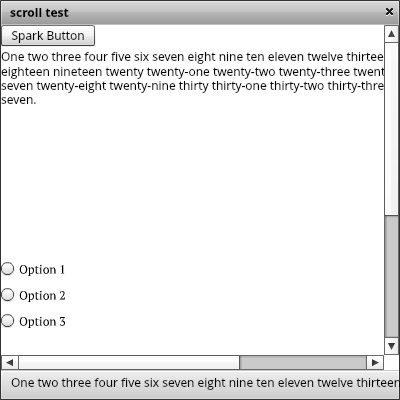 scroll test
Spark Button
One two three four five six seven eight nine ten eleven twelve thirtee
eighteen nineteen twenty twenty-one twenty-two twenty-three twent
seven twenty-eight twenty-nine thirty thirty-one thirty-two thirty-thre
seven.
Option 1
Option 2
Option 3
One two three four five six seven eight nine ten eleven twelve thirteen